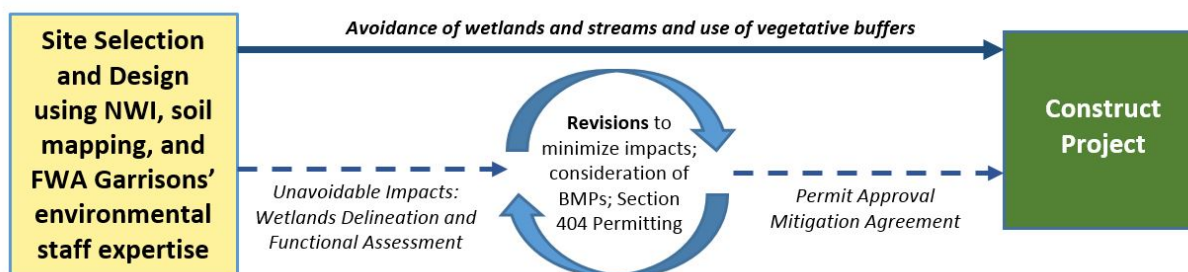 Site Selection
and Design
using NWI, soil
mapping, and
FWA Garrisons'
environmental
staff expertise
Avoidance of wetlands and streams and use of vegetative buffers
Unavoidable Impacts:
Wetlands Delineation and
Functional Assessment
Revisions to
minimize impacts;
consideration of
BMPs; Section
404 Permitting
Permit Approval
Mitigation Agreement
Construct
Project